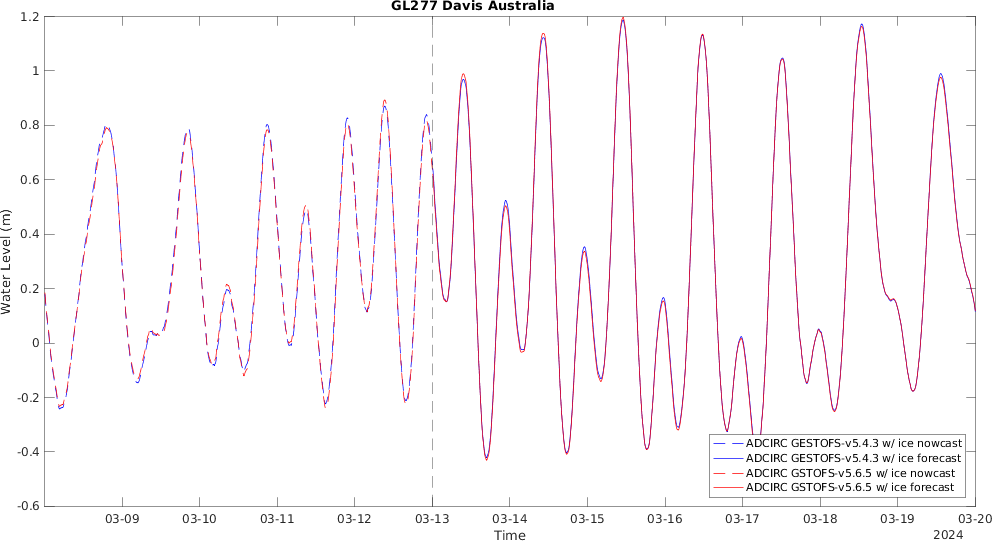 GL277 Davis Australia
Water Level (m)
1.2
1
0.8
0.6
0.4
0.2
0
-0.2
-0.4
-0.6
03-09 03-10 03-11 03-12 03-13 03-14 03-15 03-16 03-17 03-18 03-19 03-20
Time
2024
ADCIRC GESTOFS-v5.4.3 w/ ice nowcast
ADCIRC GESTOFS-v5.4.3 w/ ice forecast
ADCIRC GSTOFS-v5.6.5 w/ ice nowcast
ADCIRC GSTOFS-v5.6.5 w/ ice forecast